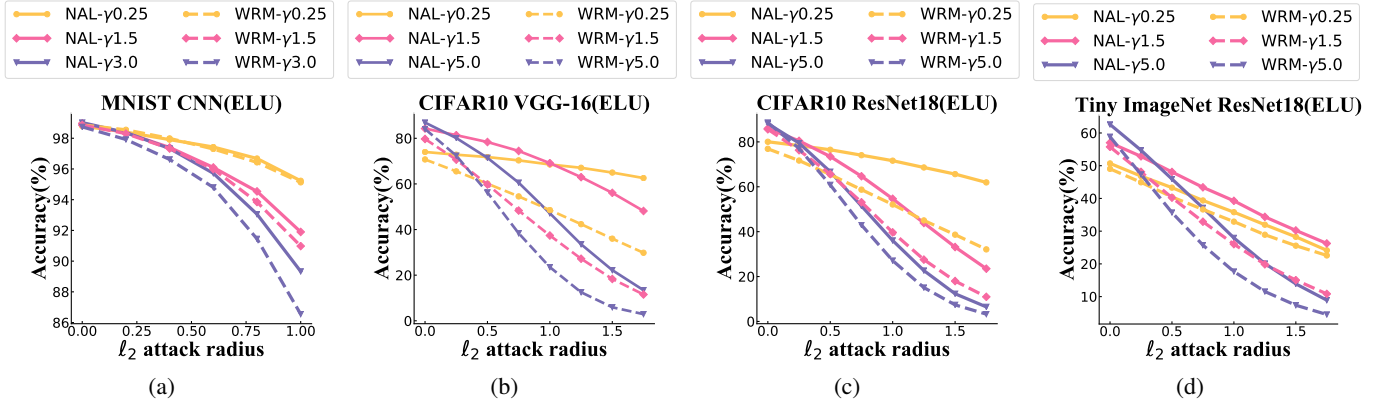 NAL-γ0.25 WRM-γ0.25
NAL-γ1.5 WRM-γ1.5
NAL-γ3.0 WRM-γ3.0
MNIST CNN(ELU)
Accuracy(%)
98
96
94
92
90
88
86
0.00 0.25 0.50 0.75 1.00
ℓ2 attack radius
(a)
NAL-γ0.25 WRM-γ0.25
NAL-γ1.5 WRM-γ1.5
NAL-γ5.0 WRM-γ5.0
CIFAR10 VGG-16(ELU)
Accuracy(%)
80
60
40
20
0
0.0 0.5 1.0 1.5
ℓ2 attack radius
(b)
NAL-γ0.25 WRM-γ0.25
NAL-γ1.5 WRM-γ1.5
NAL-γ5.0 WRM-γ5.0
CIFAR10 ResNet18(ELU)
Accuracy(%)
80
60
40
20
0
0.0 0.5 1.0 1.5
ℓ2 attack radius
(c)
NAL-γ0.25 WRM-γ0.25
NAL-γ1.5 WRM-γ1.5
NAL-γ5.0 WRM-γ5.0
Tiny ImageNet ResNet18(ELU)
Accuracy(%)
60
50
40
30
20
10
0.0 0.5 1.0 1.5
ℓ2 attack radius
(d)